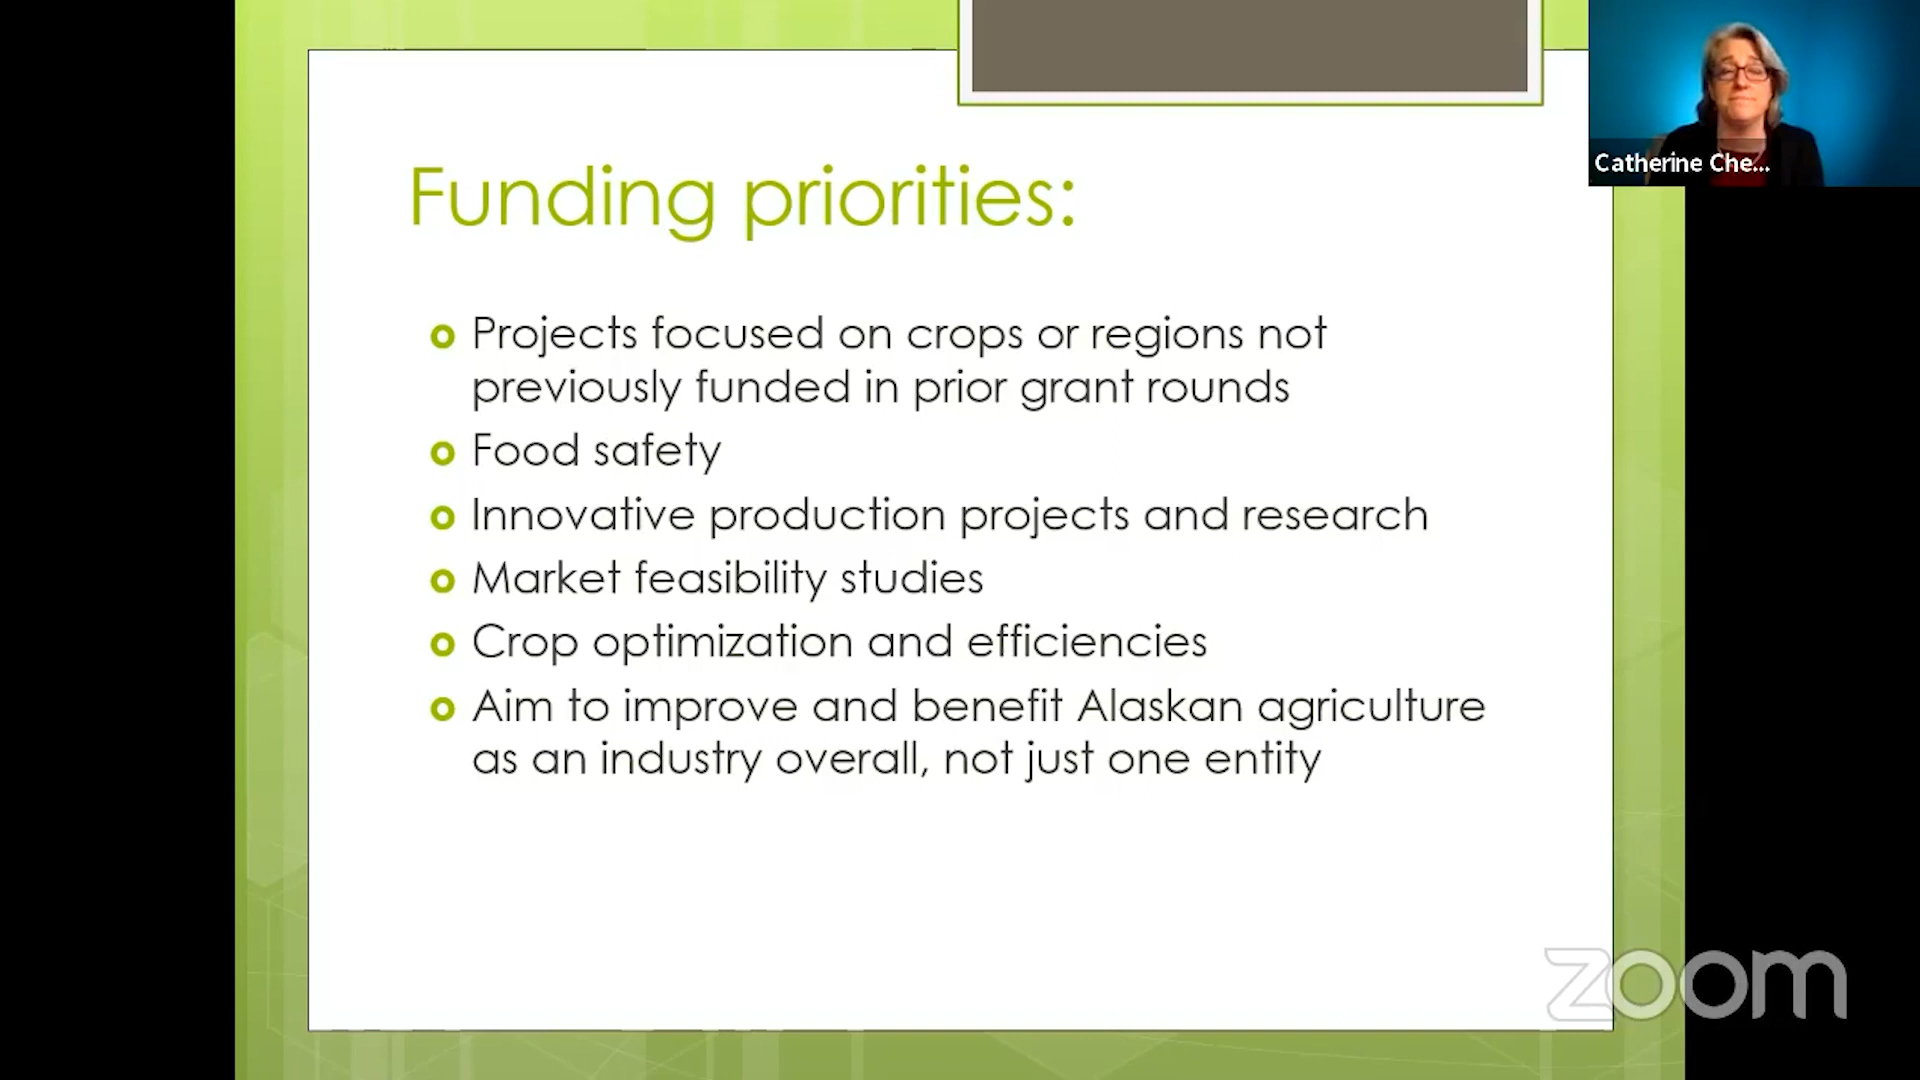 Catherine Che...
Funding priorities:
Projects focused on crops or regions not
previously funded in prior grant rounds
Food safety
Innovative production projects and research
Market feasibility studies
Crop optimization and efficiencies
Aim to improve and benefit Alaskan agriculture
as an industry overall, not just one entity
zoom